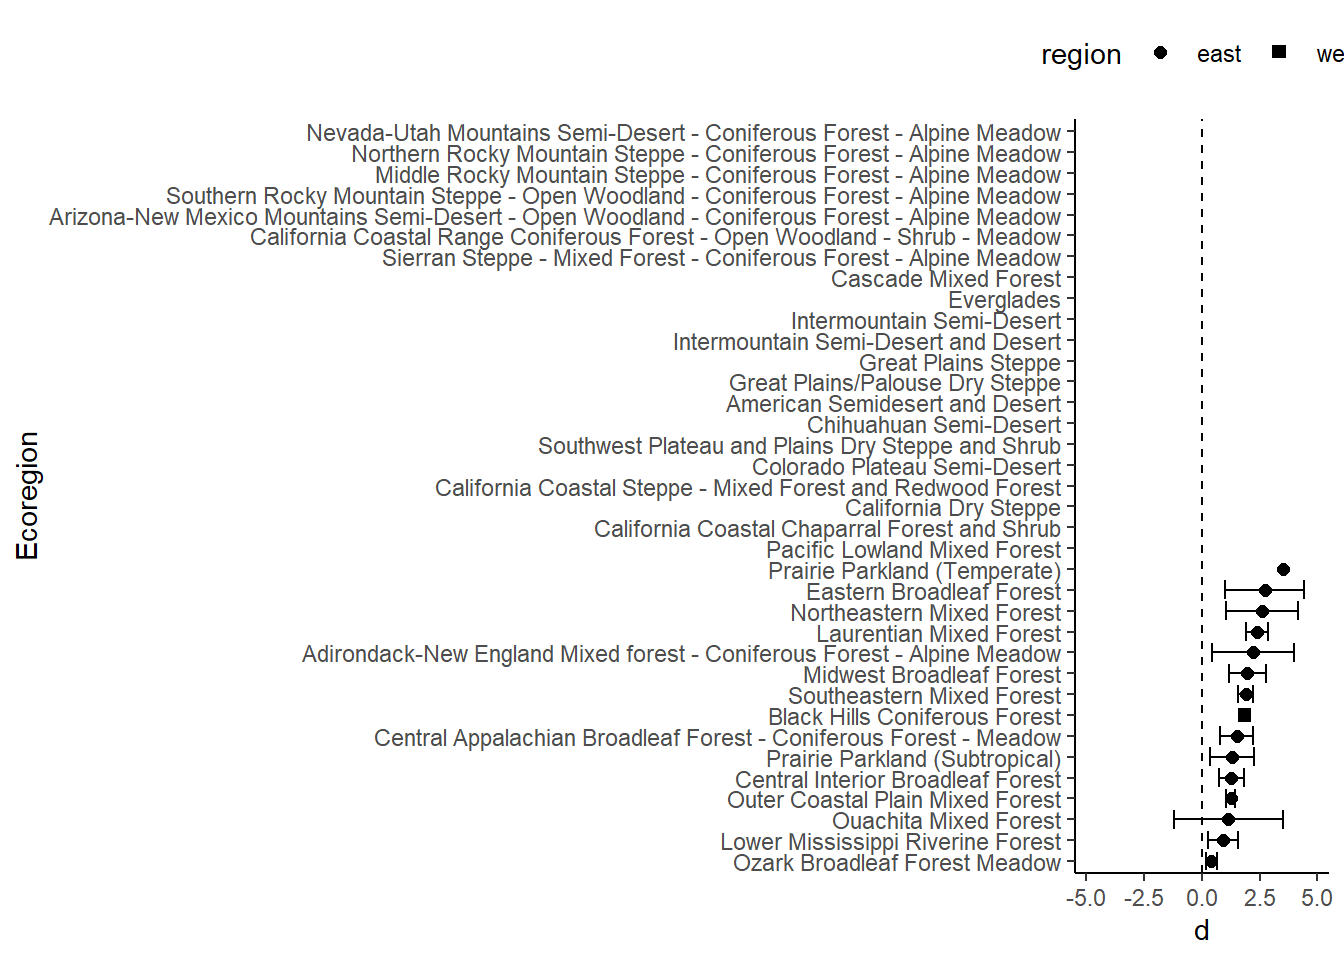 region east we
Nevada-Utah Mountains Semi-Desert - Coniferous Forest - Alpine Meadow
Northern Rocky Mountain Steppe - Coniferous Forest - Alpine Meadow
Middle Rocky Mountain Steppe - Coniferous Forest - Alpine Meadow
Southern Rocky Mountain Steppe - Open Woodland - Coniferous Forest - Alpine Meadow
Arizona-New Mexico Mountains Semi-Desert - Open Woodland - Coniferous Forest - Alpine Meadow
California Coastal Range Coniferous Forest - Open Woodland - Shrub - Meadow
Sierran Steppe - Mixed Forest - Coniferous Forest - Alpine Meadow
Cascade Mixed Forest
Everglades
Intermountain Semi-Desert
Intermountain Semi-Desert and Desert
Great Plains Steppe
Great Plains/Palouse Dry Steppe
American Semidesert and Desert
Chihuahuan Semi-Desert
Southwest Plateau and Plains Dry Steppe and Shrub
Colorado Plateau Semi-Desert
California Coastal Steppe - Mixed Forest and Redwood Forest
California Dry Steppe
California Coastal Chaparral Forest and Shrub
Pacific Lowland Mixed Forest
Prairie Parkland (Temperate)
Eastern Broadleaf Forest
Northeastern Mixed Forest
Laurentian Mixed Forest
Adirondack-New England Mixed forest - Coniferous Forest - Alpine Meadow
Midwest Broadleaf Forest
Southeastern Mixed Forest
Black Hills Coniferous Forest
Central Appalachian Broadleaf Forest - Coniferous Forest - Meadow
Prairie Parkland (Subtropical)
Central Interior Broadleaf Forest
Outer Coastal Plain Mixed Forest
Ouachita Mixed Forest
Lower Mississippi Riverine Forest
Ozark Broadleaf Forest Meadow
Ecoregion
-5.0 -2.5 0.0 2.5 5.0
d